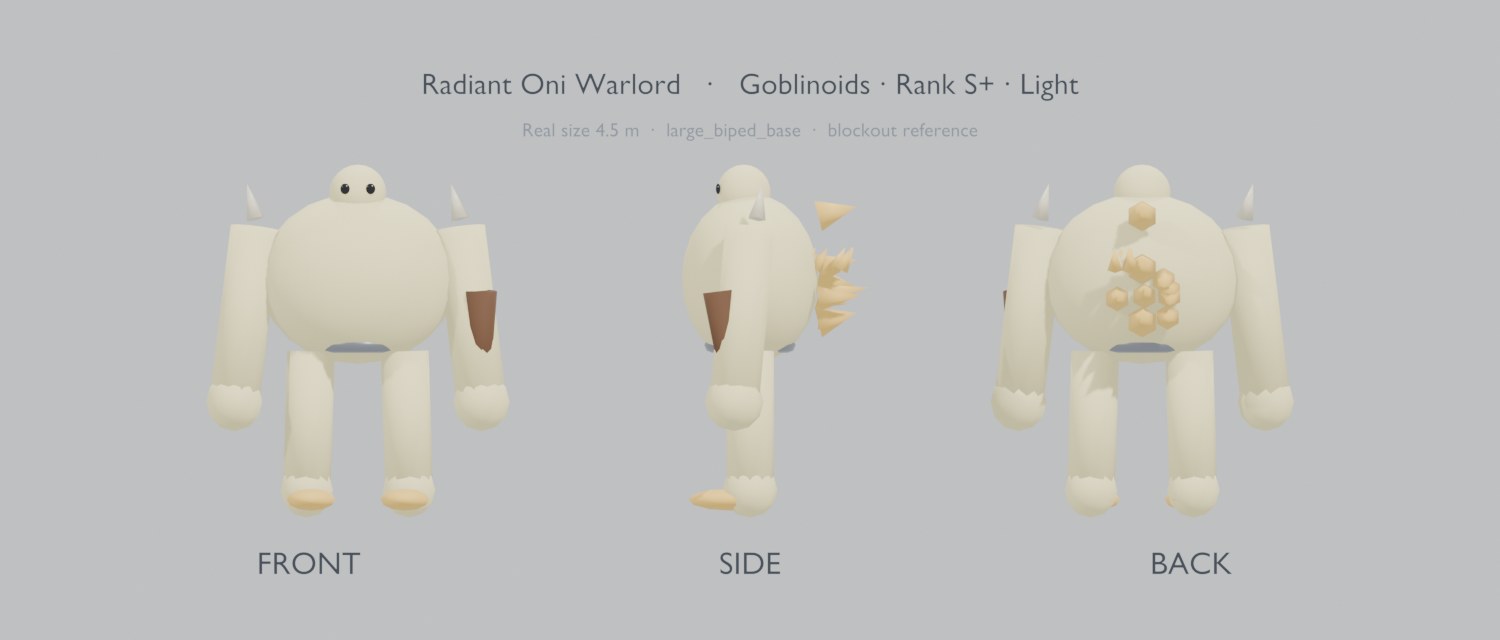 Radiant Oni Warlord · Goblinoids · Rank S+ · Light
Real size 4.5 m · large_biped_base · blockout reference
FRONT SIDE BACK